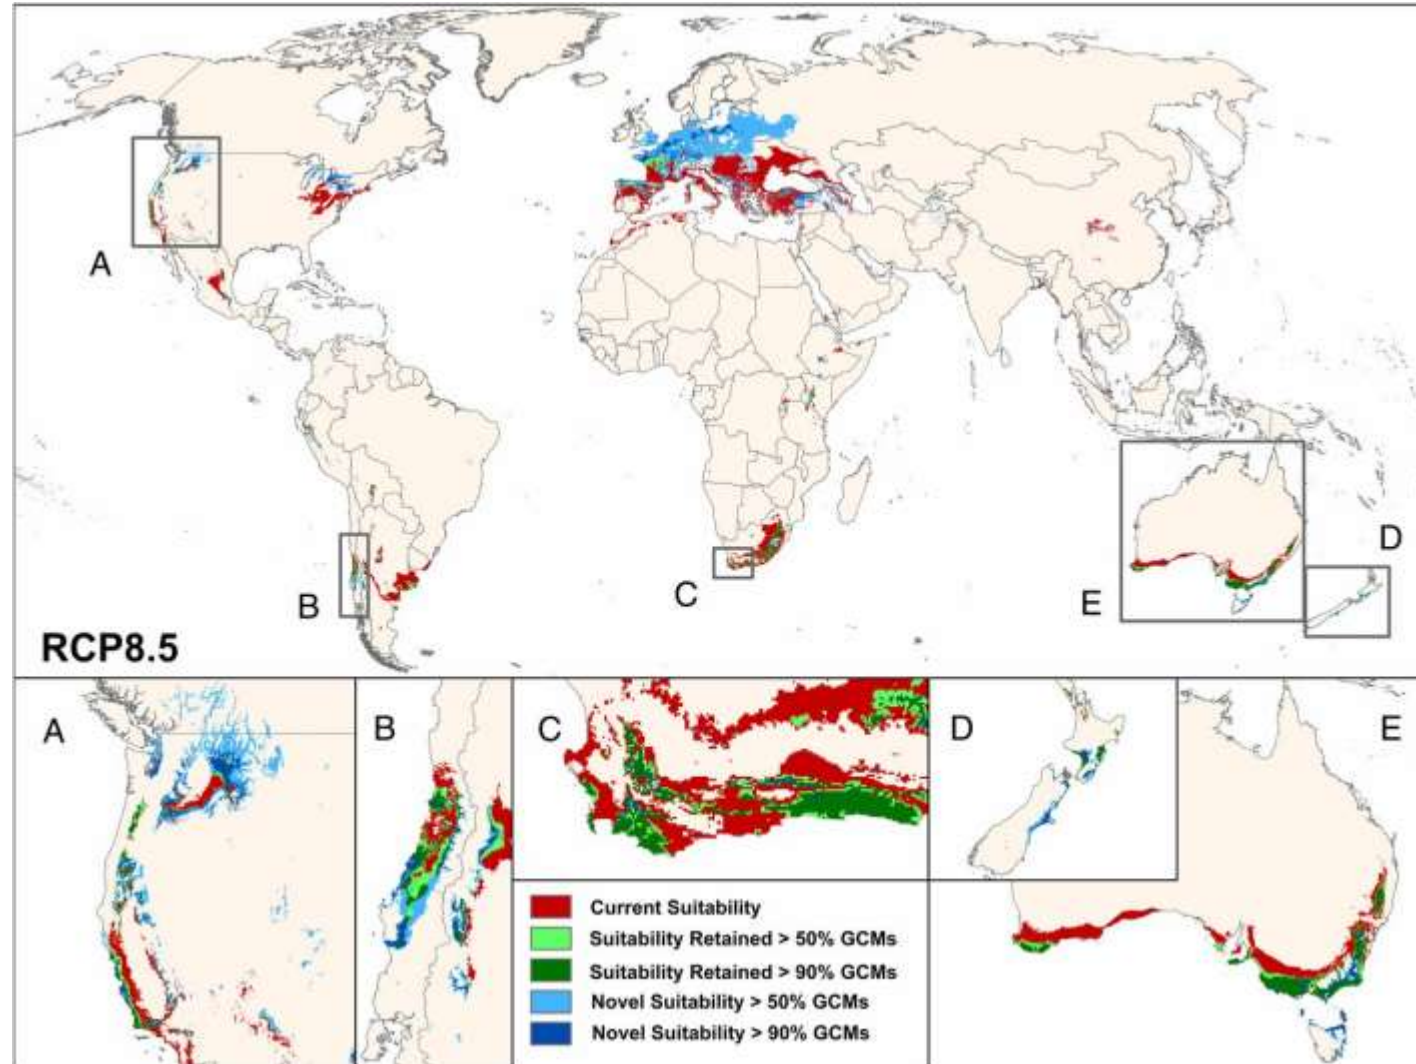 A
B
C
D
E
RCP8.5
A
B
C
D
E
Current Suitability
Suitability Retained > 50% GCMs
Suitability Retained > 90% GCMs
Novel Suitability > 50% GCMs
Novel Suitability > 90% GCMs